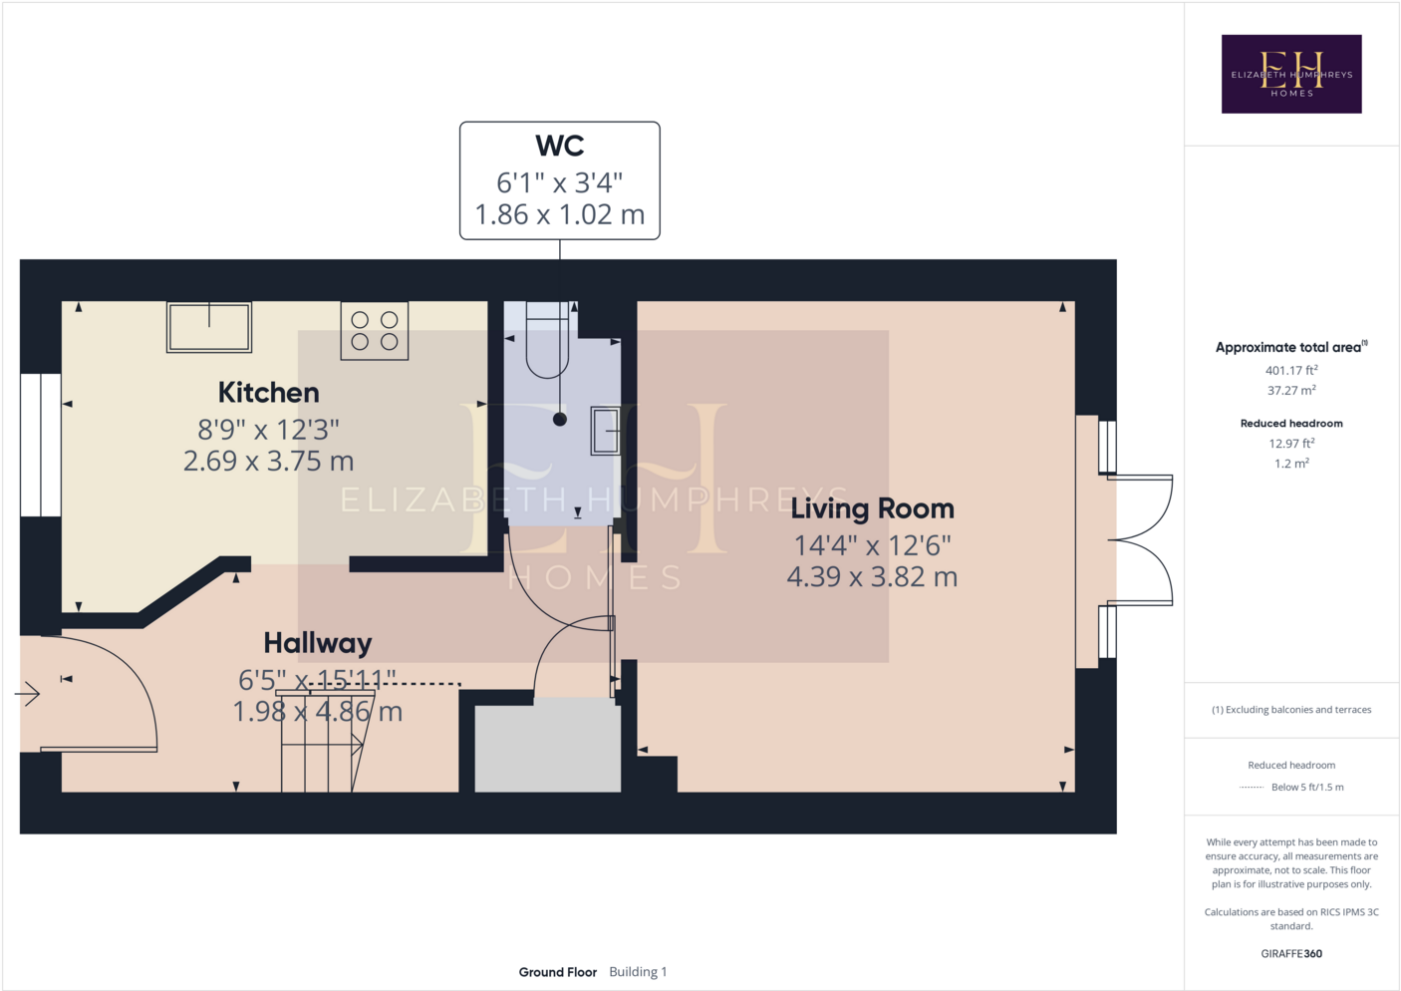 WC
6'1" x 3'4"
1.86 x 1.02 m
Kitchen
8'9" x 12'3"
2.69 x 3.75 m
Living Room
14'4" x 12'6"
4.39 x 3.82 m
Hallway
6'5" x 15'11"
1.98 x 4.86 m
EH
ELIZABETH HUMPHREYS
HOMES
Ground Floor Building 1
EH
ELIZABETH HUMPHREYS
HOMES
Approximate total area(1)
401.17 ft²
37.27 m²
Reduced headroom
12.97 ft²
1.2 m²
(1) Excluding balconies and terraces
Reduced headroom
Below 5 ft/1.5 m
While every attempt has been made to
ensure accuracy, all measurements are
approximate, not to scale. This floor
plan is for illustrative purposes only.
Calculations are based on RICS IPMS 3C
standard.
GIRAFFE360